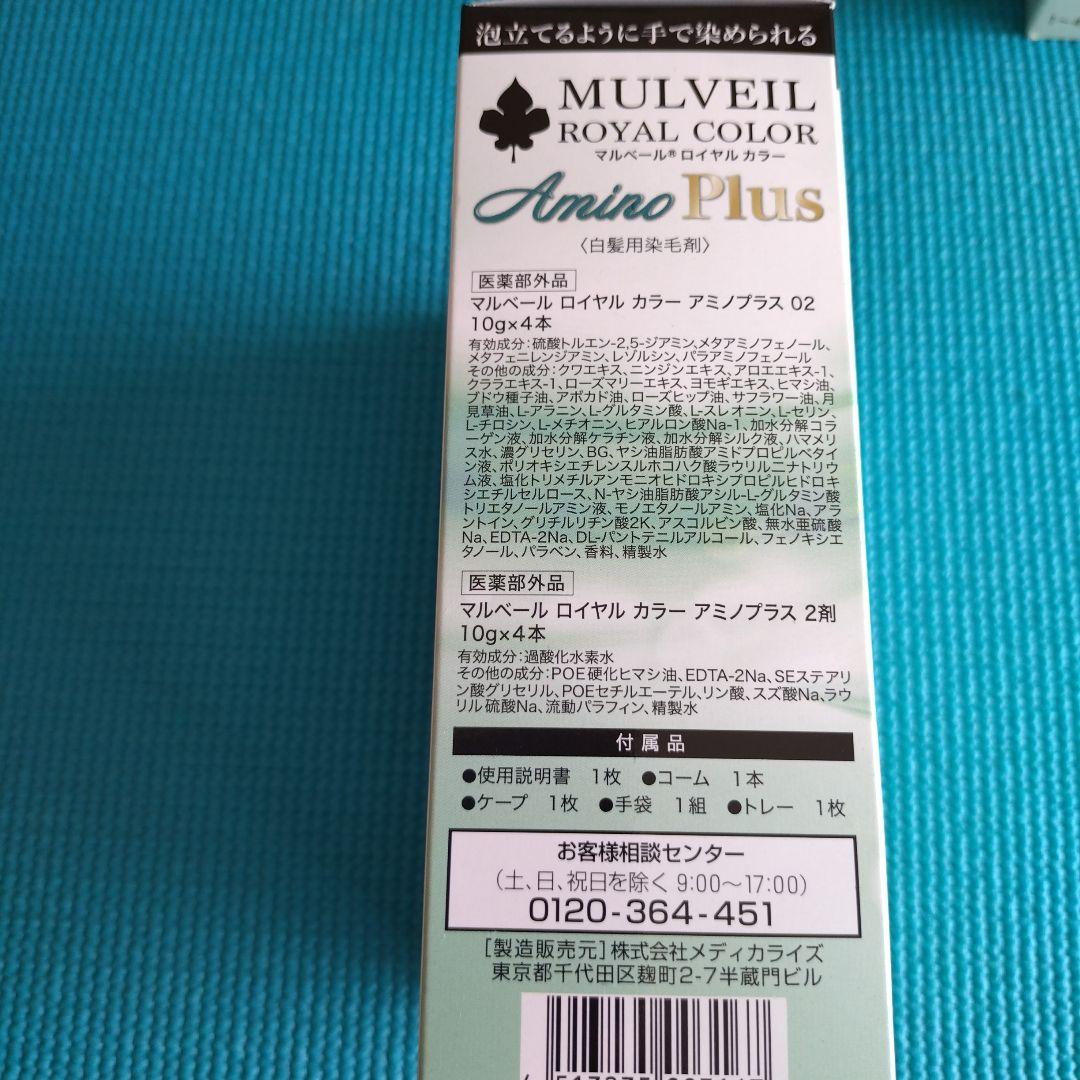 泡立てるように手で染められる
MULVEIL
ROYAL COLOR
マルベール® ロイヤル カラー
Amino Plus
〈白髪用染毛剤〉
医薬部外品
マルベール ロイヤル カラー アミノプラス 02
10g×4本
有効成分：硫酸トルエン-2,5-ジアミン、メタアミノフェノール、
メタフェニレンジアミン、レゾルシン、パラアミノフェノール
その他の成分：クワエキス、ニンジンエキス、アロエエキス-1、
クララエキス-1、ローズマリーエキス、ヨモギエキス、ヒマシ油、
ブドウ種子油、アボカド油、ローズヒップ油、サフラワー油、月
見草油、L-アラニン、L-グルタミン酸、L-スレオニン、L-セリン、
L-チロシン、L-メチオニン、ヒアルロン酸Na-1、加水分解コラ
ーゲン液、加水分解ケラチン液、加水分解シルク液、ハマメリ
ス水、濃グリセリン、BG、ヤシ油脂肪酸アミドプロピルベタイ
ン液、ポリオキシエチレンスルホコハク酸ラウリル二ナトリウ
ム液、塩化トリメチルアンモニオヒドロキシプロピルヒドロキ
シエチルセルロース、N-ヤシ油脂肪酸アシル-L-グルタミン酸
トリエタノールアミン液、モノエタノールアミン、塩化Na、アラ
ントイン、グリチルリチン酸2K、アスコルビン酸、無水亜硫酸
Na、EDTA-2Na、DL-パントテニルアルコール、フェノキシエ
タノール、パラベン、香料、精製水
医薬部外品
マルベール ロイヤル カラー アミノプラス 2剤
10g×4本
有効成分：過酸化水素水
その他の成分：POE硬化ヒマシ油、EDTA-2Na、SEステアリ
ン酸グリセリル、POEセチルエーテル、リン酸、スズ酸Na、ラウ
リル硫酸Na、流動パラフィン、精製水
付属品
●使用説明書 1枚 ●コーム 1本
●ケープ 1枚 ●手袋 1組 ●トレー 1枚
お客様相談センター
（土、日、祝日を除く 9:00～17:00）
0120-364-451
［製造販売元］株式会社メディカライズ
東京都千代田区麹町2-7半蔵門ビル